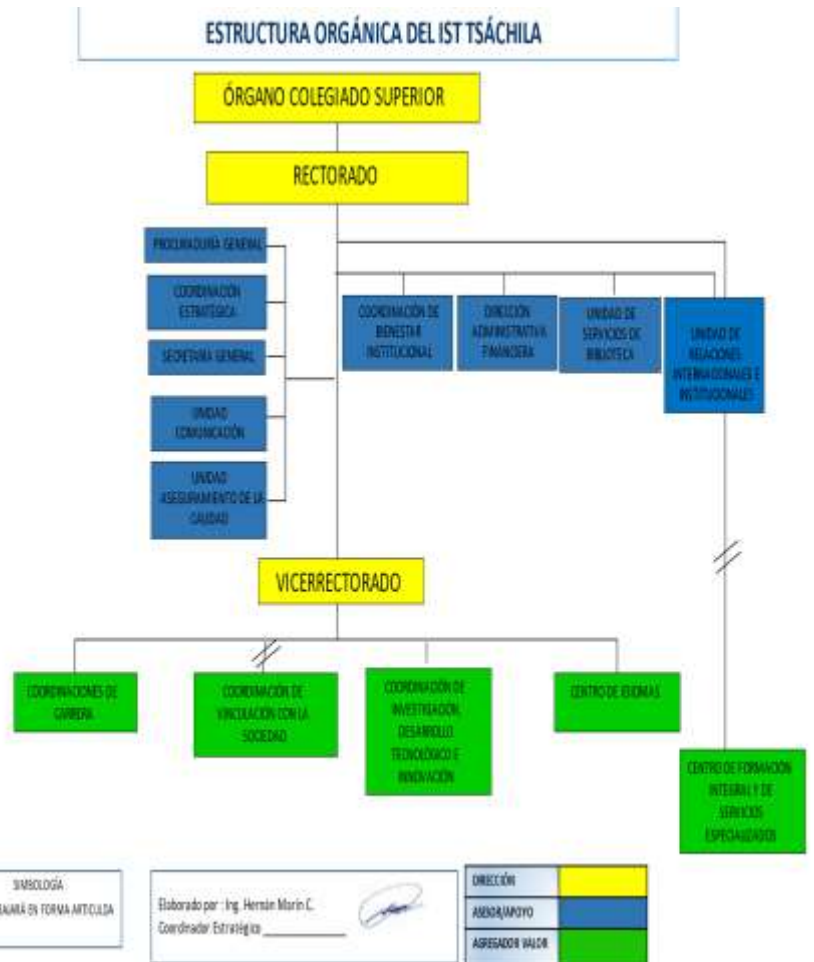 ESTRUCTURA ORGÁNICA DEL IST TSÁCHILA
ÓRGANO COLEGIADO SUPERIOR
RECTORADO
PROCURADURÍA GENERAL
COORDINACIÓN
ESTRATÉGICA
SECRETARÍA GENERAL
UNIDAD
COMUNICACIÓN
UNIDAD
ASEGURAMIENTO DE LA
CALIDAD
COORDINACIÓN DE
BIENESTAR
INSTITUCIONAL
DIRECCIÓN
ADMINISTRATIVA
FINANCIERA
UNIDAD DE
SERVICIOS DE
BIBLIOTECA
UNIDAD DE
RELACIONES
INTERNACIONALES E
INSTITUCIONALES
VICERRECTORADO
COORDINACIONES DE
CARRERA
COORDINACIÓN DE
VINCULACIÓN CON LA
SOCIEDAD
COORDINACIÓN DE
INVESTIGACIÓN,
DESARROLLO
TECNOLÓGICO E
INNOVACIÓN
CENTRO DE IDIOMAS
CENTRO DE FORMACIÓN
INTEGRAL Y DE
SERVICIOS
ESPECIALIZADOS
SIMBOLOGÍA
BAJARÁ EN FORMA ARTICULDA
Elaborado por : Ing. Hernán Marín C.
Coordinador Estratégico
DIRECCIÓN
ASESOR/APOYO
AGREGADOR VALOR